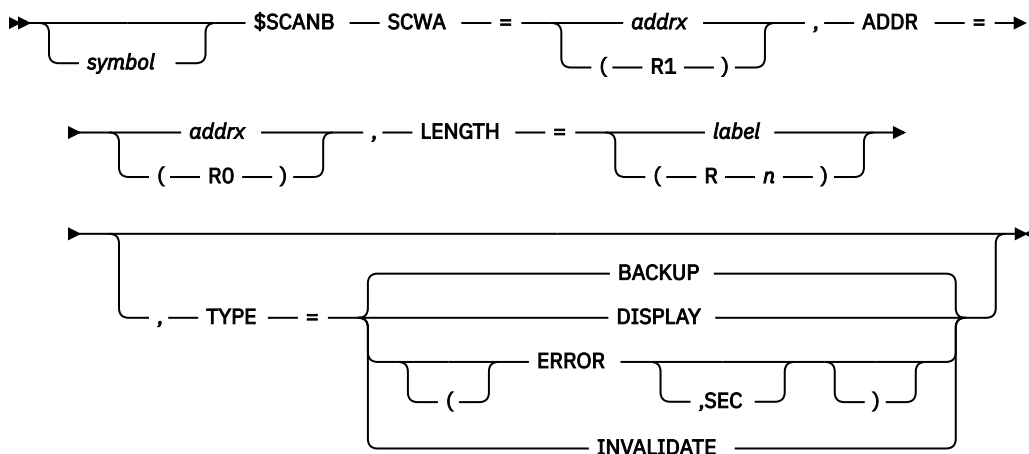 $SCANB SCWA = addrx , ADDR =
symbol ( R1 )
addrx , LENGTH = label
( R0 ) ( R n )
BACKUP
, TYPE = DISPLAY
ERROR
( ,SEC )
INVALIDATE